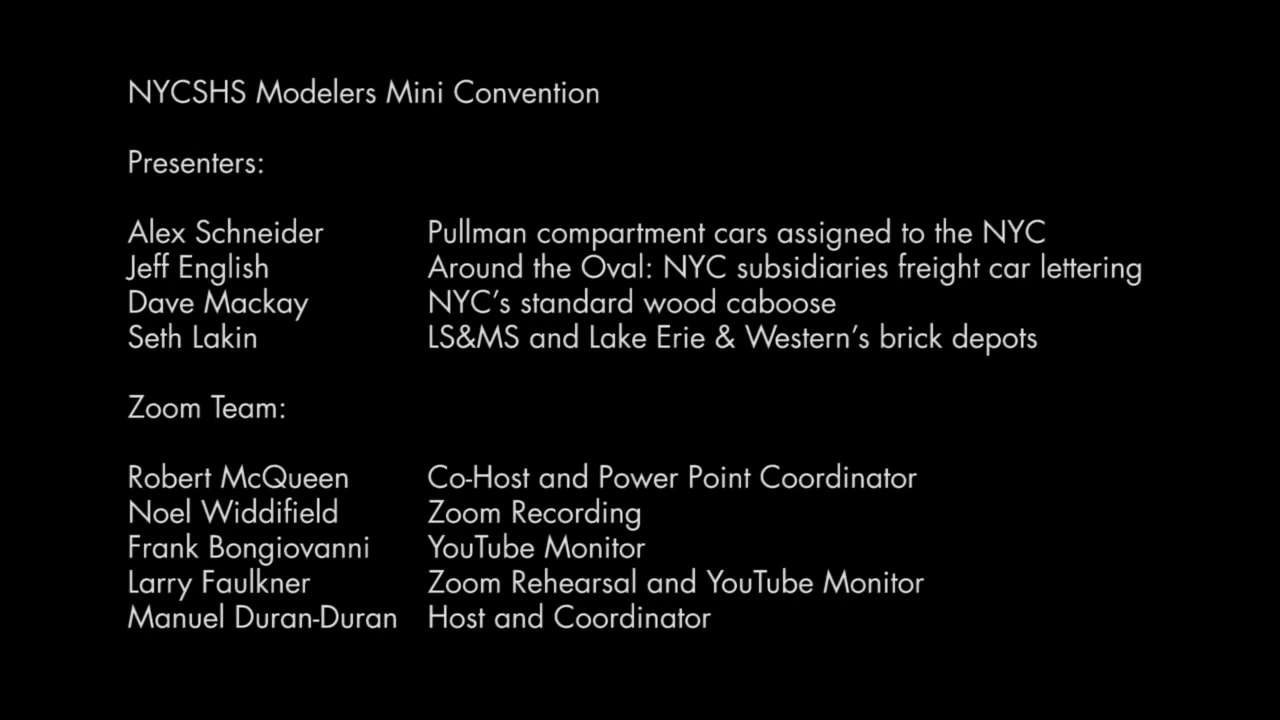 NYCSHS Modelers Mini Convention
Presenters:
Alex Schneider Pullman compartment cars assigned to the NYC
Jeff English Around the Oval: NYC subsidiaries freight car lettering
Dave Mackay NYC’s standard wood caboose
Seth Lakin LS&MS and Lake Erie & Western’s brick depots
Zoom Team:
Robert McQueen Co-Host and Power Point Coordinator
Noel Widdifield Zoom Recording
Frank Bongiovanni YouTube Monitor
Larry Faulkner Zoom Rehearsal and YouTube Monitor
Manuel Duran-Duran Host and Coordinator